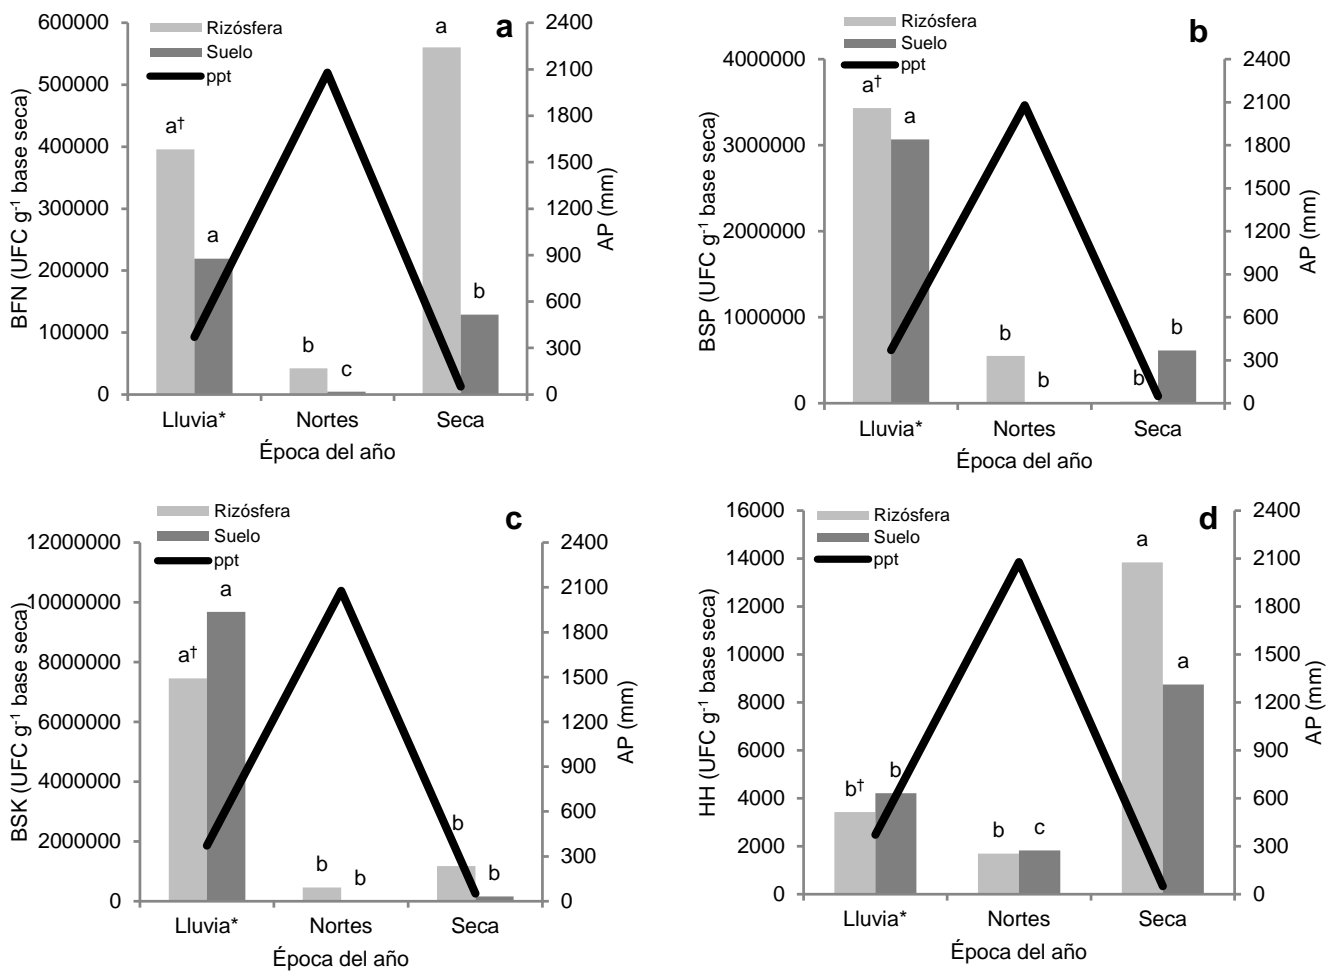 a
Rizósfera
Suelo
ppt
600000
500000
400000
300000
200000
100000
0
BFN (UFC g⁻¹ base seca)
2400
2100
1800
1500
1200
900
600
300
0
AP (mm)
a†
a
b
c
a
b
Lluvia*
Nortes
Seca
Época del año
b
Rizósfera
Suelo
ppt
4000000
3000000
2000000
1000000
0
BSP (UFC g⁻¹ base seca)
2400
2100
1800
1500
1200
900
600
300
0
AP (mm)
a†
a
b
b
b
b
Lluvia*
Nortes
Seca
Época del año
c
Rizósfera
Suelo
ppt
12000000
10000000
8000000
6000000
4000000
2000000
0
BSK (UFC g⁻¹ base seca)
2400
2100
1800
1500
1200
900
600
300
0
AP (mm)
a†
a
b
b
b
b
Lluvia*
Nortes
Seca
Época del año
d
Rizósfera
Suelo
ppt
16000
14000
12000
10000
8000
6000
4000
2000
0
HH (UFC g⁻¹ base seca)
2400
2100
1800
1500
1200
900
600
300
0
AP (mm)
b†
b
b
c
a
a
Lluvia*
Nortes
Seca
Época del año